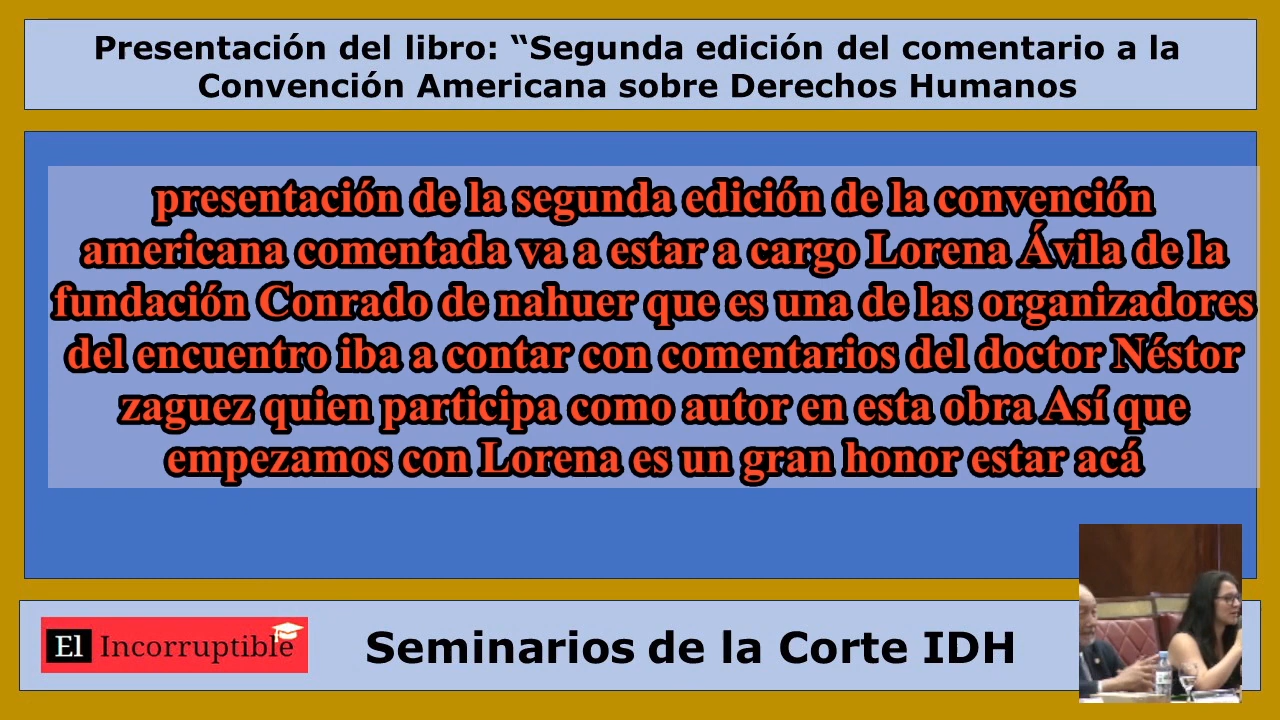 Presentación del libro: “Segunda edición del comentario a la
Convención Americana sobre Derechos Humanos
presentación de la segunda edición de la convención
americana comentada va a estar a cargo Lorena Ávila de la
fundación Conrado de nahuer que es una de las organizadores
del encuentro iba a contar con comentarios del doctor Néstor
zaguez quien participa como autor en esta obra Así que
empezamos con Lorena es un gran honor estar acá
El Incorruptible
Seminarios de la Corte IDH